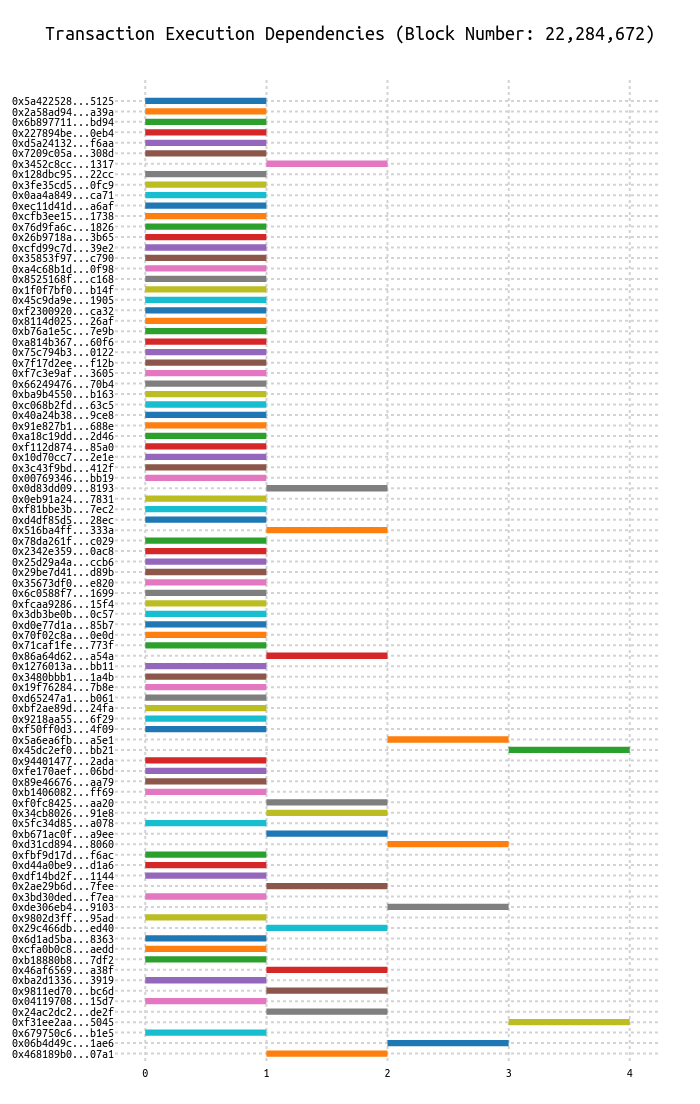 Transaction Execution Dependencies (Block Number: 22,284,672)
0x5a422528...5125
0x2a58ad94...a39a
0x6b897711...bd94
0x227894be...0eb4
0xd5a24132...f6aa
0x7209c05a...308d
0x3452c8cc...1317
0x128dbc95...22cc
0x3fe35cd5...0fc9
0x0aa4a849...ca71
0xec11d41d...a6af
0xcfb3ee15...1738
0x76d9fa6c...1826
0x26b9718a...3b65
0xcfd99c7d...39e2
0x35853f97...c790
0xa4c68b1d...0f98
0x8525168f...c168
0x1f0f7bf0...b14f
0x45c9da9e...1905
0xf2300920...ca32
0x8114d025...26af
0xb76a1e5c...7e9b
0xa814b367...60f6
0x75c794b3...0122
0x7f17d2ee...f12b
0xf7c3e9af...3605
0x66249476...70b4
0xba9b4550...b163
0xc068b2fd...63c5
0x40a24b38...9ce8
0x91e827b1...688e
0xa18c19dd...2d46
0xf112d874...85a0
0x10d70cc7...2e1e
0x3c43f9bd...412f
0x00769346...bb19
0x0d83dd09...8193
0x0eb91a24...7831
0xf81bbe3b...7ec2
0xd4df85d5...28ec
0x516ba4ff...333a
0x78da261f...c029
0x2342e359...0ac8
0x25d29a4a...ccb6
0x29be7d41...d89b
0x35673df0...e820
0x6c0588f7...1699
0xfcaa9286...15f4
0x3db3be0b...0c57
0xd0e77d1a...85b7
0x70f02c8a...0e0d
0x71caf1fe...773f
0x86a64d62...a54a
0x1276013a...bb11
0x3480bbb1...1a4b
0x19f76284...7b8e
0xd65247a1...b061
0xbf2ae89d...24fa
0x9218aa55...6f29
0xf50ff0d3...4f09
0x5a6ea6fb...a5e1
0x45dc2ef0...bb21
0x94401477...2ada
0xfe170aef...06bd
0x89e46676...aa79
0xb1406082...ff69
0xf0fc8425...aa20
0x34cb8026...91e8
0x5fc34d85...a078
0xb671ac0f...a9ee
0xd31cd894...8060
0xfbf9d17d...f6ac
0xd44a0be9...d1a6
0xdf14bd2f...1144
0x2ae29b6d...7fee
0x3bd30ded...f7ea
0xde306eb4...9103
0x9802d3ff...95ad
0x29c466db...ed40
0x6d1ad5ba...8363
0xcfa0b0c8...aedd
0xb18880b8...7df2
0x46af6569...a38f
0xba2d1336...3919
0x9811ed70...bc6d
0x04119708...15d7
0x24ac2dc2...de2f
0xf31ee2aa...5045
0x679750c6...b1e5
0x06b4d49c...1ae6
0x468189b0...07a1
0 1 2 3 4